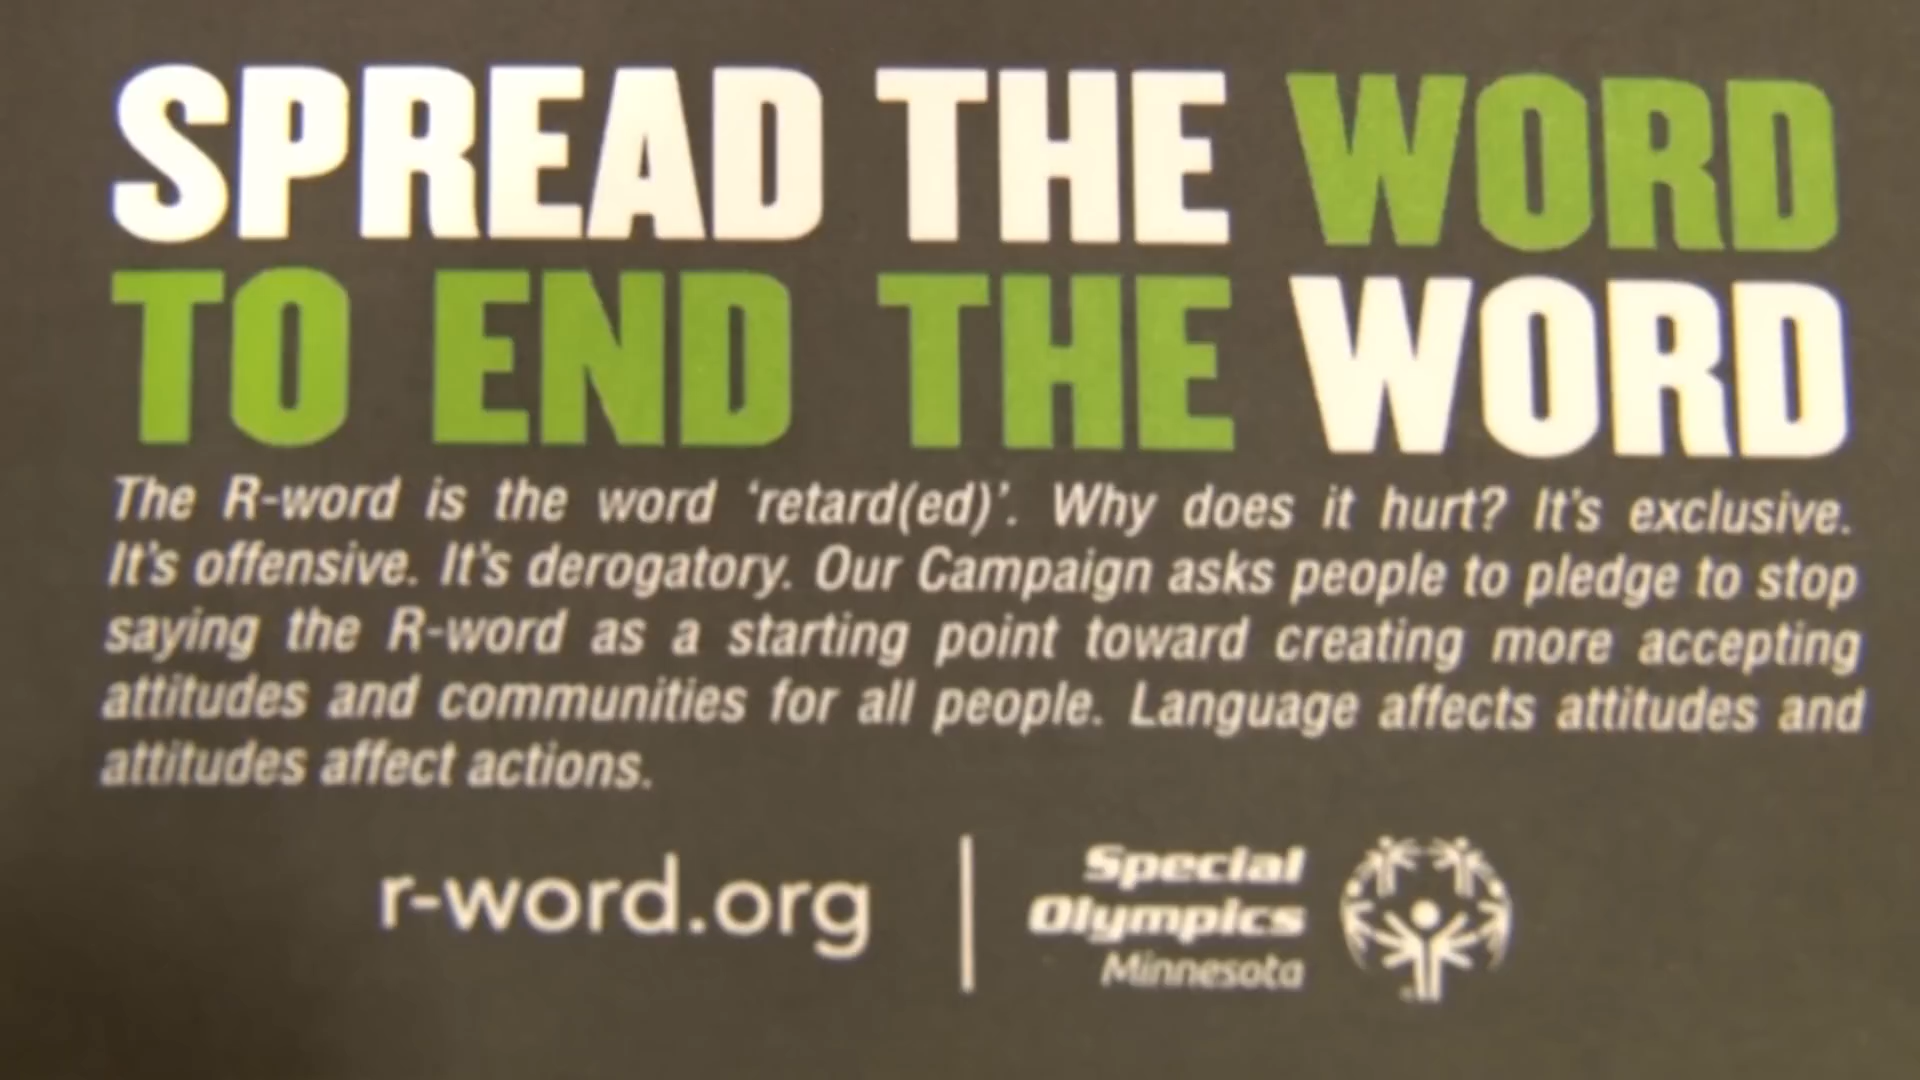 SPREAD THE WORD
TO END THE WORD
The R-word is the word ‘retard(ed)’. Why does it hurt? It’s exclusive.
It’s offensive. It’s derogatory. Our Campaign asks people to pledge to stop
saying the R-word as a starting point toward creating more accepting
attitudes and communities for all people. Language affects attitudes and
attitudes affect actions.
r-word.org
Special
Olympics
Minnesota